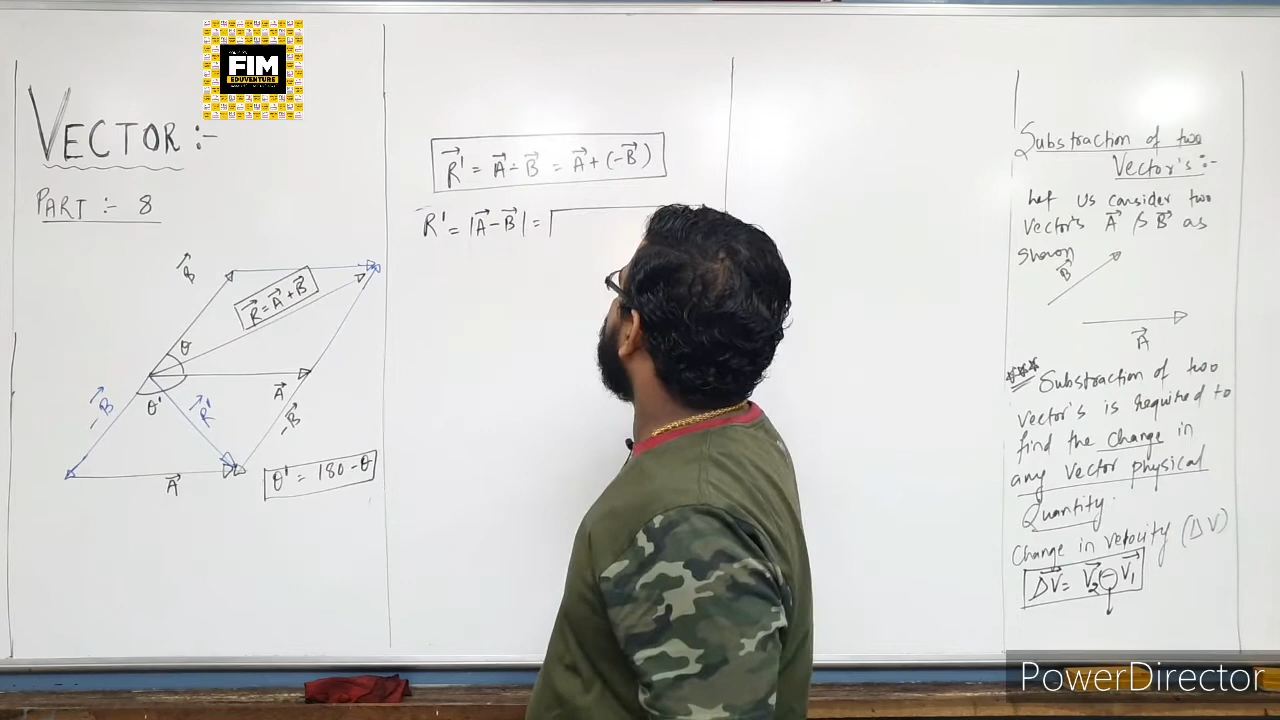 FIM
EDUVENTURE
VECTOR :-
PART :- 8
B
R = A + B
θ
A
θ'
-B
R'
-B
A
θ' = 180 - θ
R' = A - B = A + (-B)
R' = |A - B| = √
Substraction of two
Vector's :-
Let us consider two
vector's A & B as
shown
B
A
*** Substraction of two
vector's is required to
find the change in
any vector physical
Quantity.
Change in velocity (ΔV)
ΔV = V₂ - V₁
PowerDirector